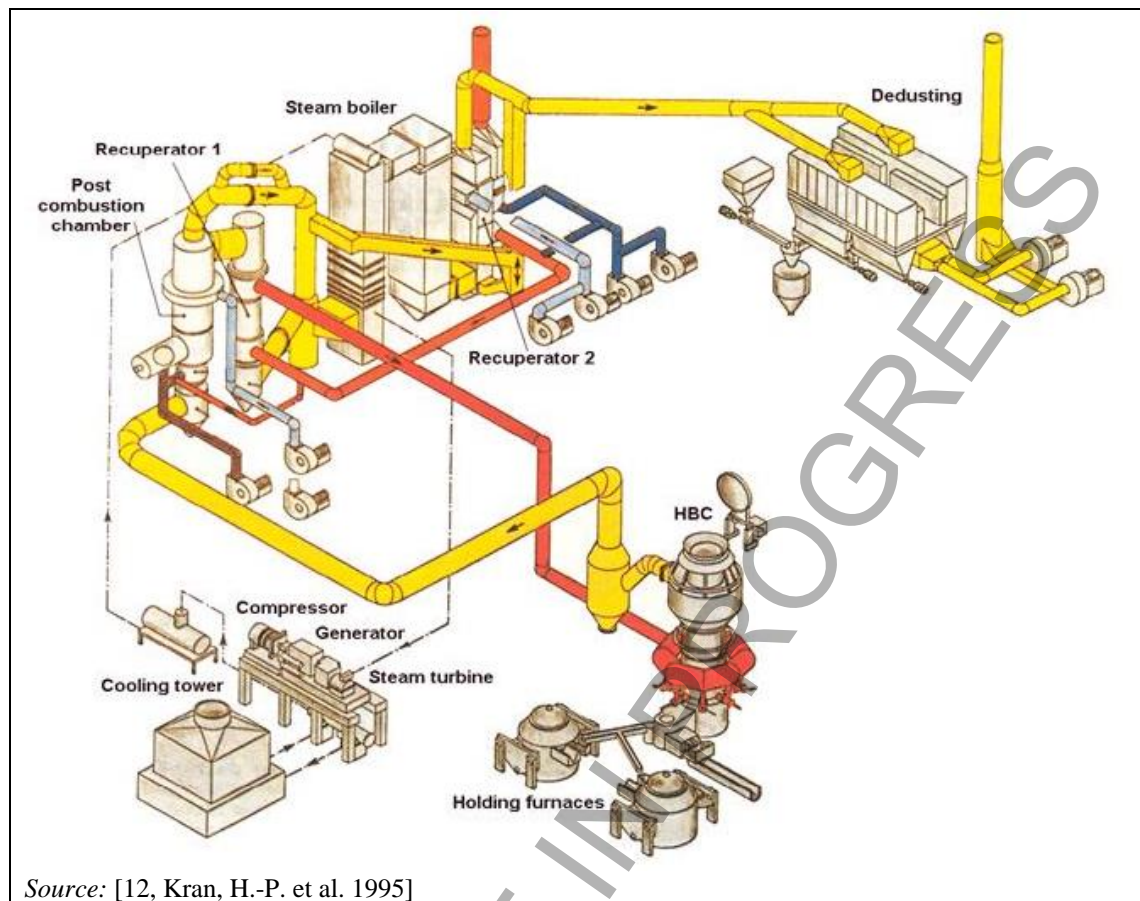 Steam boiler
Dedusting
Recuperator 1
Post
combustion
chamber
Recuperator 2
HBC
Compressor
Generator
Steam turbine
Cooling tower
Holding furnaces
Source: [12, Kran, H.-P. et al. 1995]
IN PROGRESS